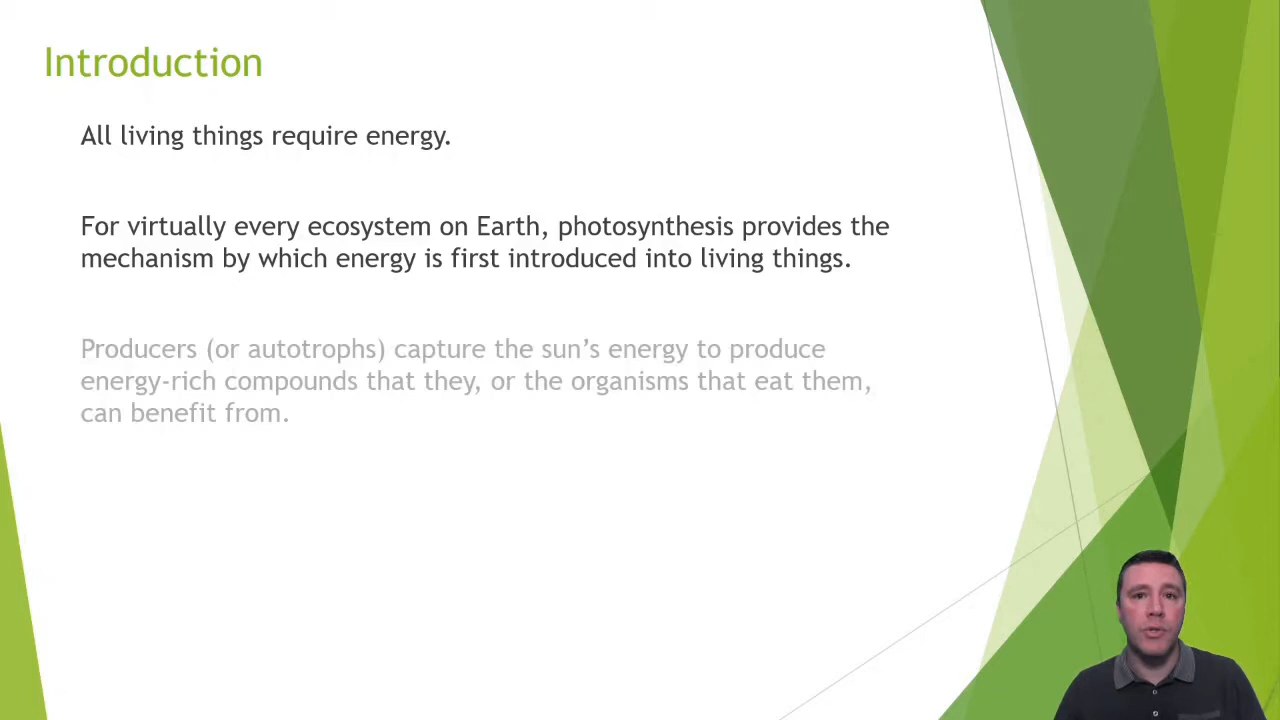 Introduction
All living things require energy.
For virtually every ecosystem on Earth, photosynthesis provides the
mechanism by which energy is first introduced into living things.
Producers (or autotrophs) capture the sun’s energy to produce
energy-rich compounds that they, or the organisms that eat them,
can benefit from.